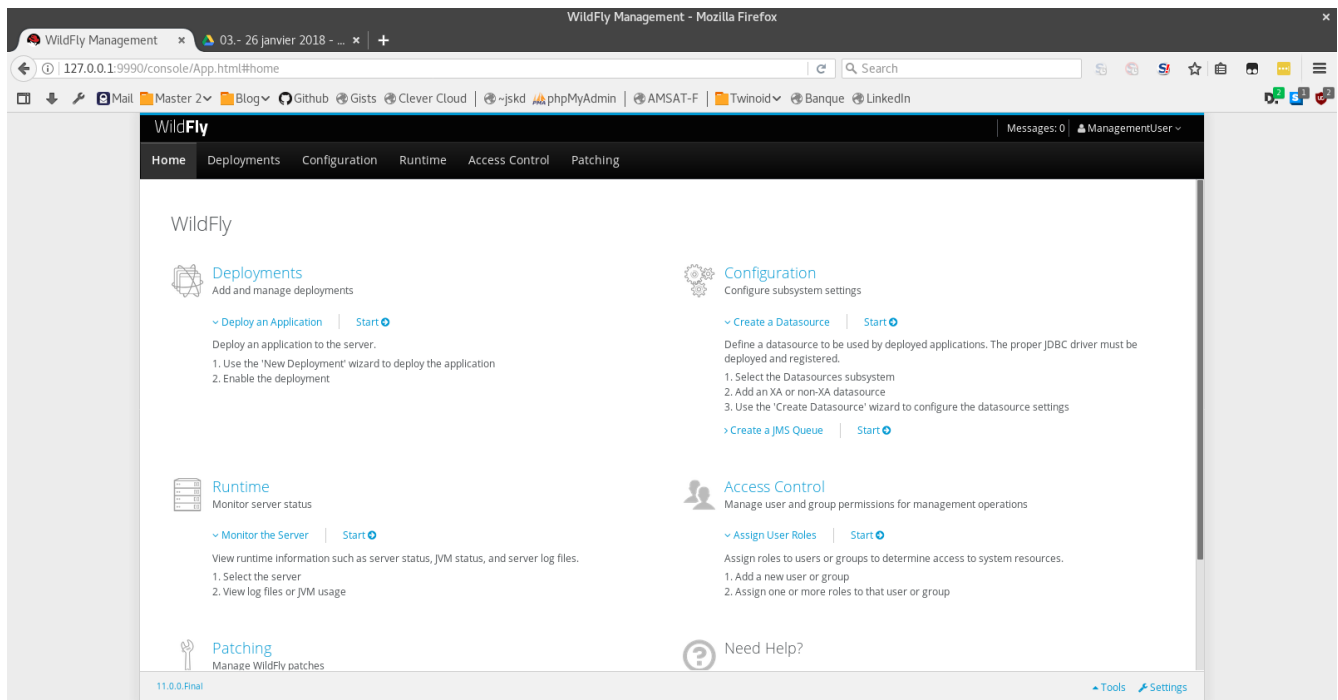 WildFly Management - Mozilla Firefox
WildFly Management
03.- 26 janvier 2018 - ...
127.0.0.1:9990/console/App.html#home
Search
Mail Master 2 Blog Github Gists Clever Cloud ~jskd phpMyAdmin AMSAT-F Twinoid Banque LinkedIn
WildFly
Messages: 0 ManagementUser
Home Deployments Configuration Runtime Access Control Patching
WildFly
Deployments
Add and manage deployments
Deploy an Application Start
Deploy an application to the server.
1. Use the 'New Deployment' wizard to deploy the application
2. Enable the deployment
Configuration
Configure subsystem settings
Create a Datasource Start
Define a datasource to be used by deployed applications. The proper JDBC driver must be
deployed and registered.
1. Select the Datasources subsystem
2. Add an XA or non-XA datasource
3. Use the 'Create Datasource' wizard to configure the datasource settings
Create a JMS Queue Start
Runtime
Monitor server status
Monitor the Server Start
View runtime information such as server status, JVM status, and server log files.
1. Select the server
2. View log files or JVM usage
Access Control
Manage user and group permissions for management operations
Assign User Roles Start
Assign roles to users or groups to determine access to system resources.
1. Add a new user or group
2. Assign one or more roles to that user or group
Patching
Manage WildFly patches
Need Help?
11.0.0.Final
Tools Settings